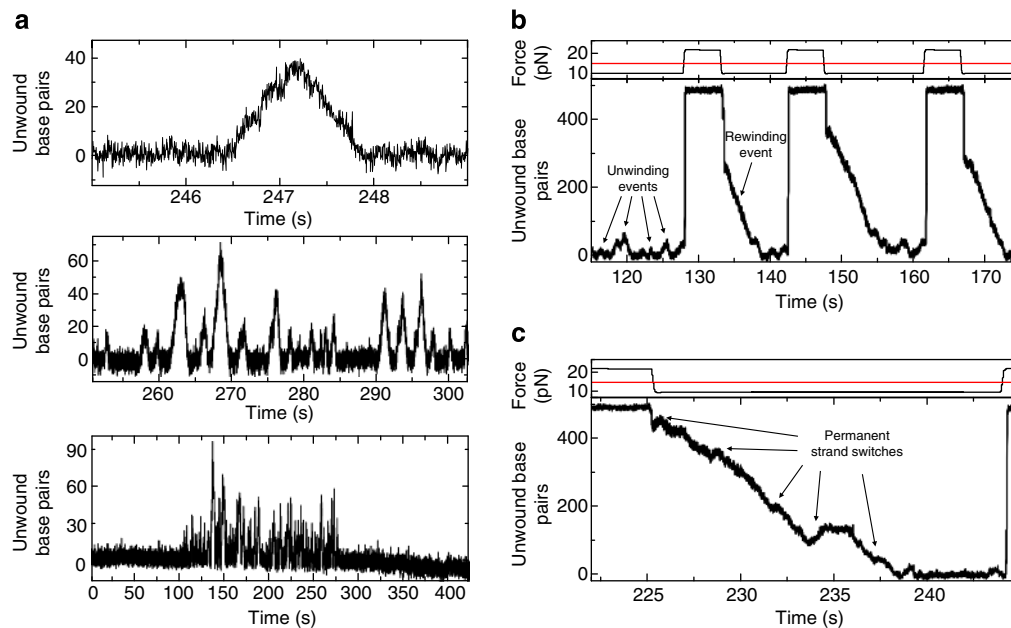 a
Unwound
base pairs
40
20
0
246
247
248
Time (s)
Unwound
base pairs
60
40
20
0
260
270
280
290
300
Time (s)
Unwound
base pairs
90
60
30
0
0
50
100
150
200
250
300
350
400
Time (s)
b
Force
(pN)
20
10
Unwound base
pairs
400
200
0
Unwinding
events
Rewinding
event
120
130
140
150
160
170
Time (s)
c
Force
(pN)
20
10
Unwound base
pairs
400
200
0
Permanent
strand switches
225
230
235
240
Time (s)